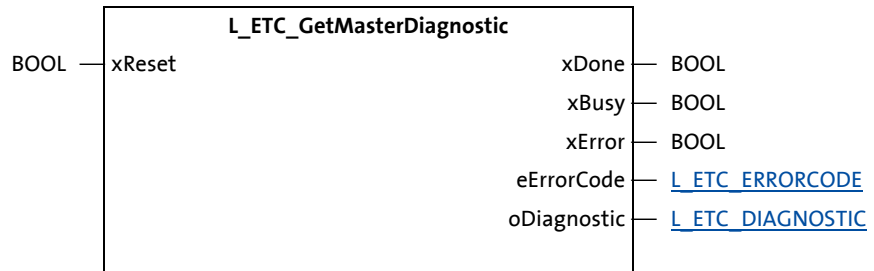 L_ETC_GetMasterDiagnostic
BOOL xReset xDone BOOL
xBusy BOOL
xError BOOL
eErrorCode L_ETC_ERRORCODE
oDiagnostic L_ETC_DIAGNOSTIC